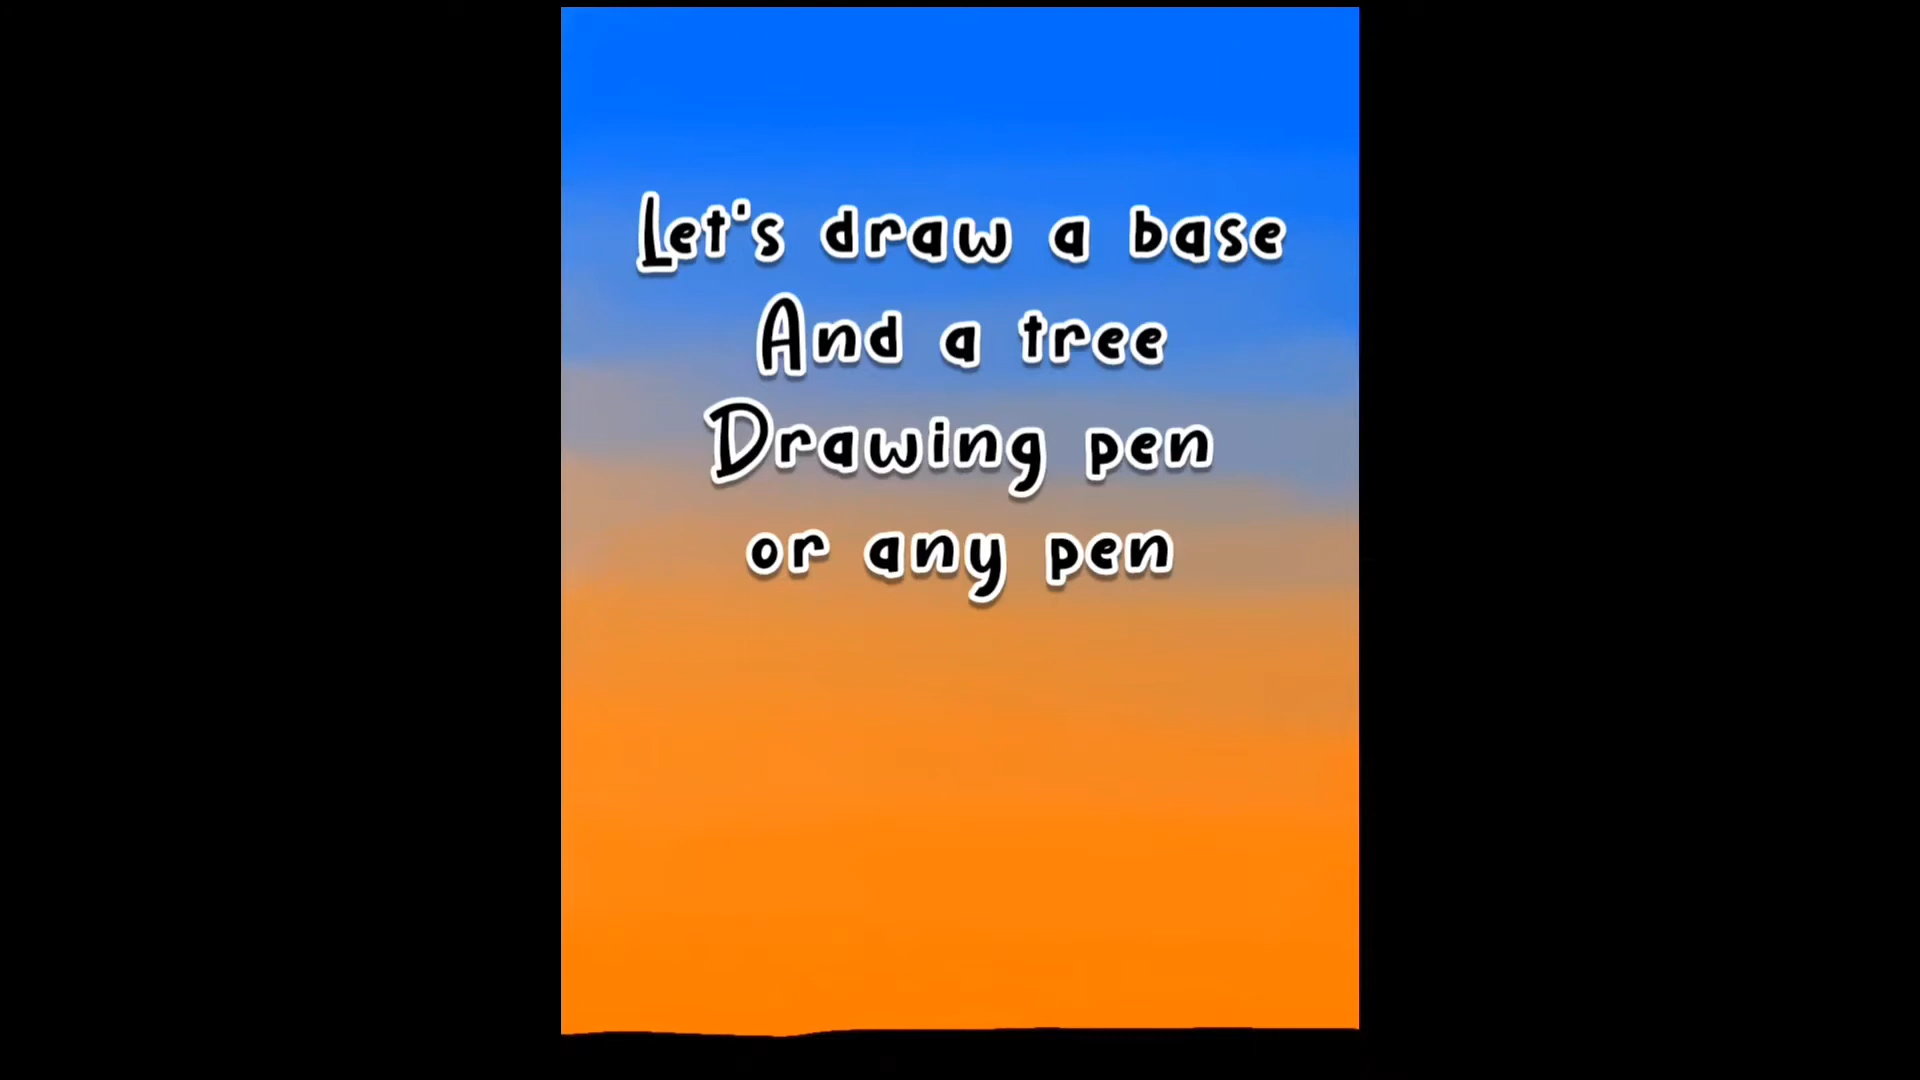 Let's draw a base
And a tree
Drawing pen
or any pen